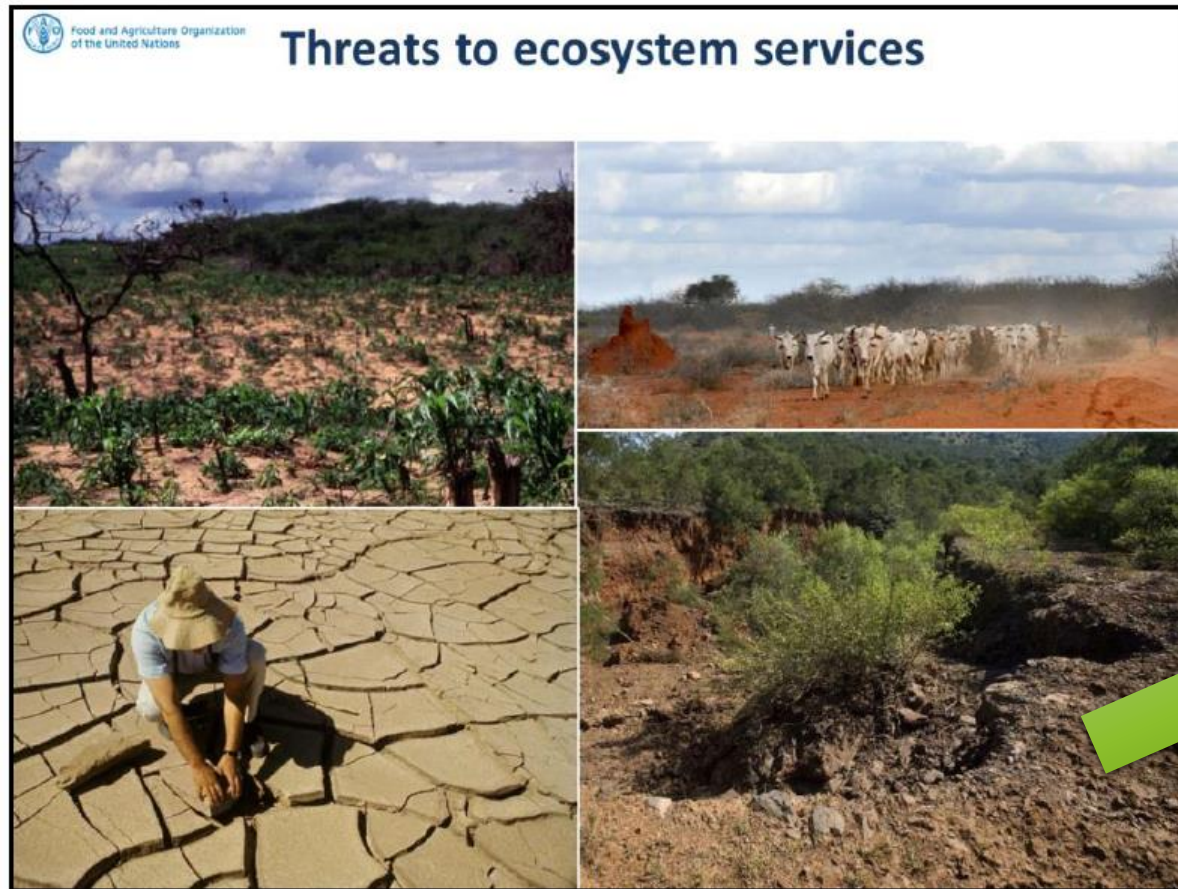 Food and Agriculture Organization
of the United Nations
Threats to ecosystem services